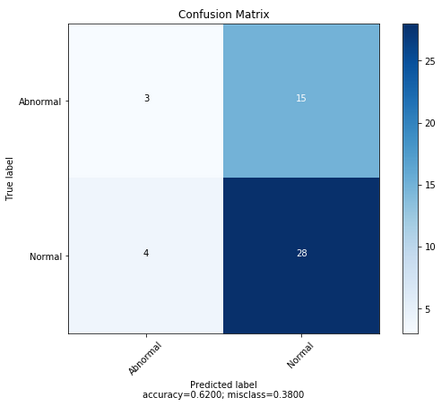 Confusion Matrix
Abnormal
3
15
25
20
True label
15
10
Normal
4
28
5
Abnormal
Normal
Predicted label
accuracy=0.6200; misclass=0.3800